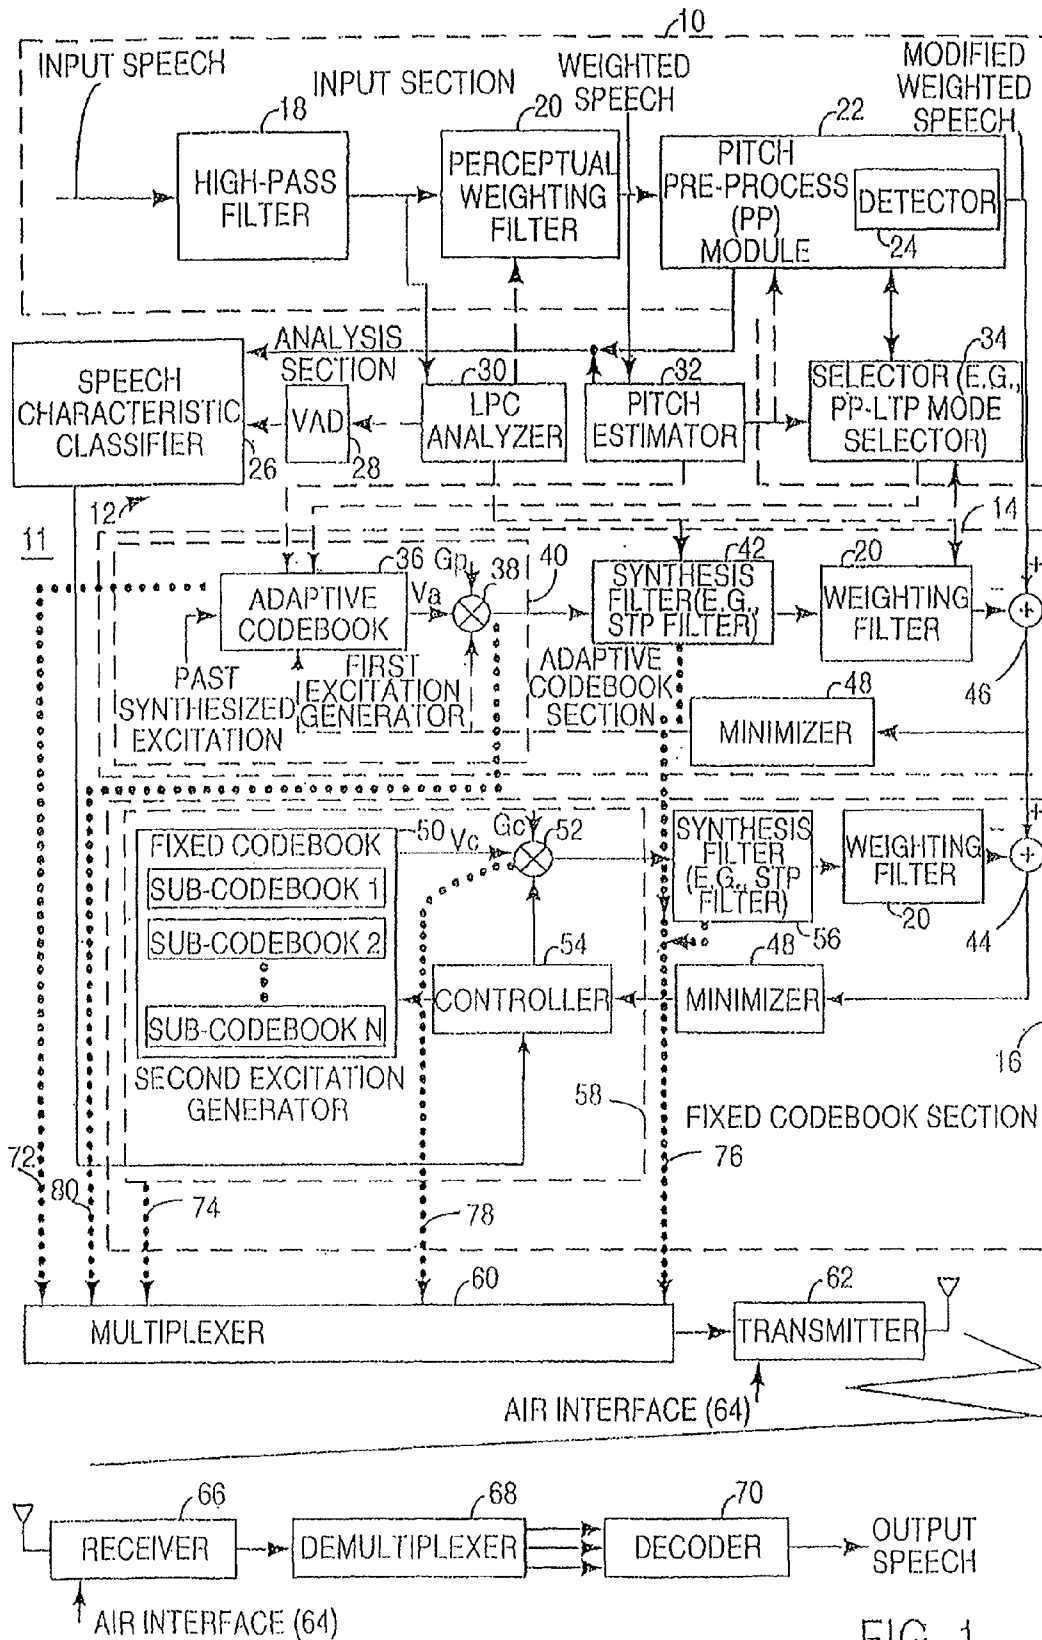 10
INPUT SPEECH
INPUT SECTION
WEIGHTED
SPEECH
MODIFIED
WEIGHTED
SPEECH
18
HIGH-PASS
FILTER
20
PERCEPTUAL
WEIGHTING
FILTER
22
PITCH
PRE-PROCESS
(PP)
MODULE
DETECTOR
24
ANALYSIS
SECTION
SPEECH
CHARACTERISTIC
CLASSIFIER
26
VAD
28
30
LPC
ANALYZER
32
PITCH
ESTIMATOR
34
SELECTOR (E.G.,
PP-LTP MODE
SELECTOR)
12
11
14
36
ADAPTIVE
CODEBOOK
Va
Gp
38
40
42
SYNTHESIS
FILTER(E.G.,
STP FILTER)
20
WEIGHTING
FILTER
-
+
+
46
PAST
SYNTHESIZED
EXCITATION
FIRST
EXCITATION
GENERATOR
ADAPTIVE
CODEBOOK
SECTION
48
MINIMIZER
FIXED CODEBOOK
SUB-CODEBOOK 1
SUB-CODEBOOK 2
SUB-CODEBOOK N
50
Vc
Gc
52
SYNTHESIS
FILTER
(E.G., STP
FILTER)
56
WEIGHTING
FILTER
20
-
+
+
44
54
CONTROLLER
48
MINIMIZER
16
SECOND EXCITATION
GENERATOR
58
FIXED CODEBOOK SECTION
72
80
74
78
76
60
MULTIPLEXER
62
TRANSMITTER
AIR INTERFACE (64)
66
RECEIVER
68
DEMULTIPLEXER
70
DECODER
OUTPUT
SPEECH
AIR INTERFACE (64)
FIG. 1